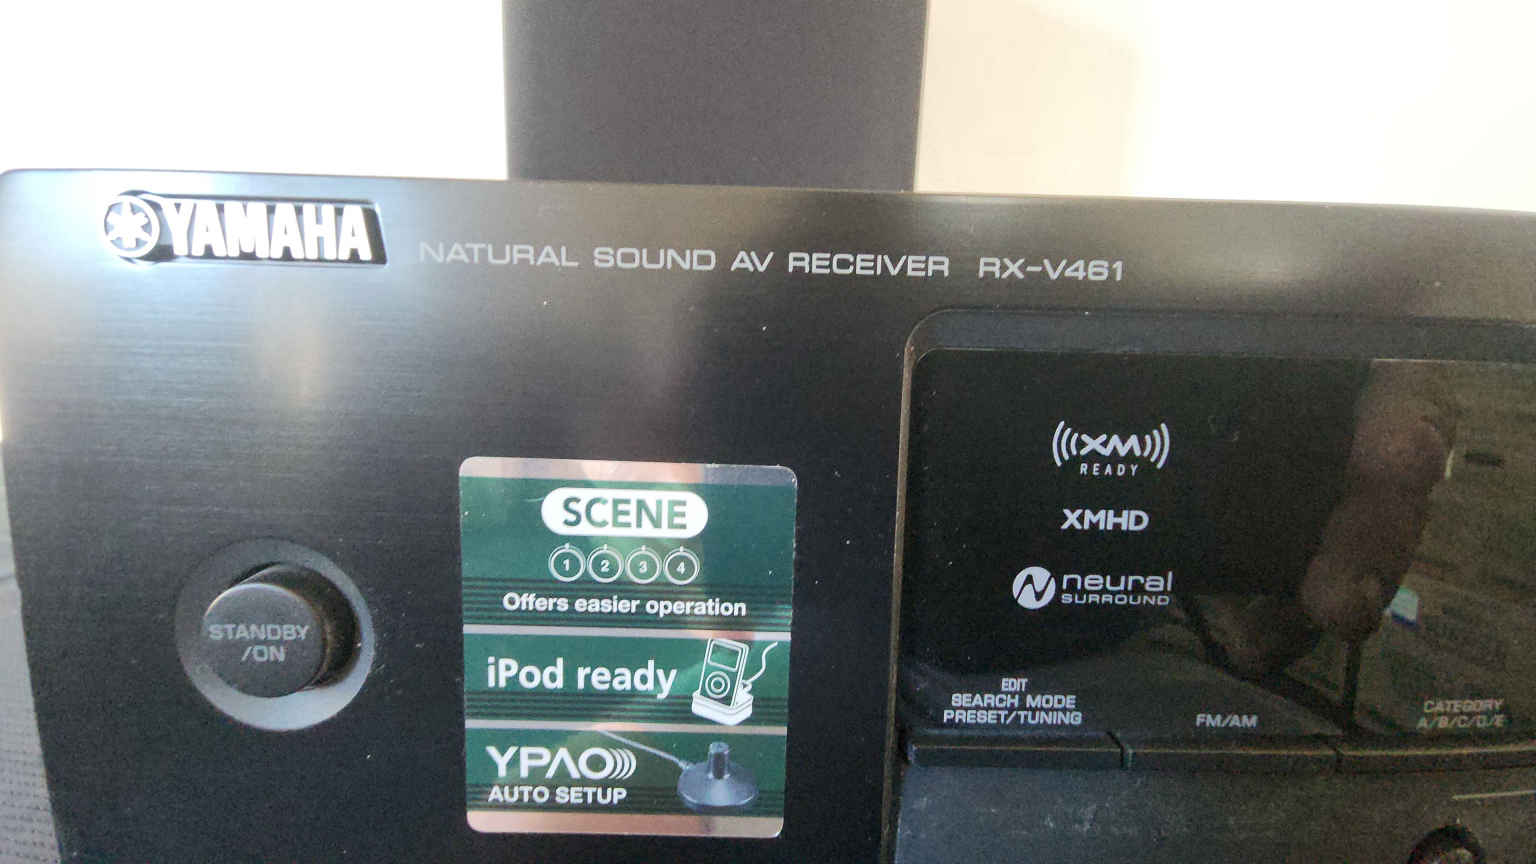 YAMAHA
NATURAL SOUND AV RECEIVER RX-V461
XM
READY
XMHD
neural
SURROUND
SCENE
1 2 3 4
Offers easier operation
iPod ready
YPAO
AUTO SETUP
STANDBY
/ON
EDIT
SEARCH MODE
PRESET/TUNING
FM/AM
CATEGORY
A/B/C/D/E